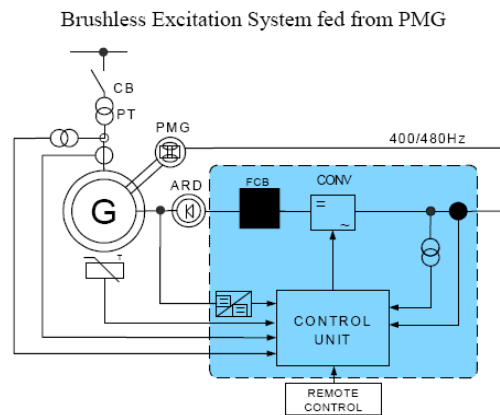 Brushless Excitation System fed from PMG
CB
PT
PMG
400/480Hz
ARD
FCB
CONV
=
~
G
T
CONTROL
UNIT
REMOTE
CONTROL